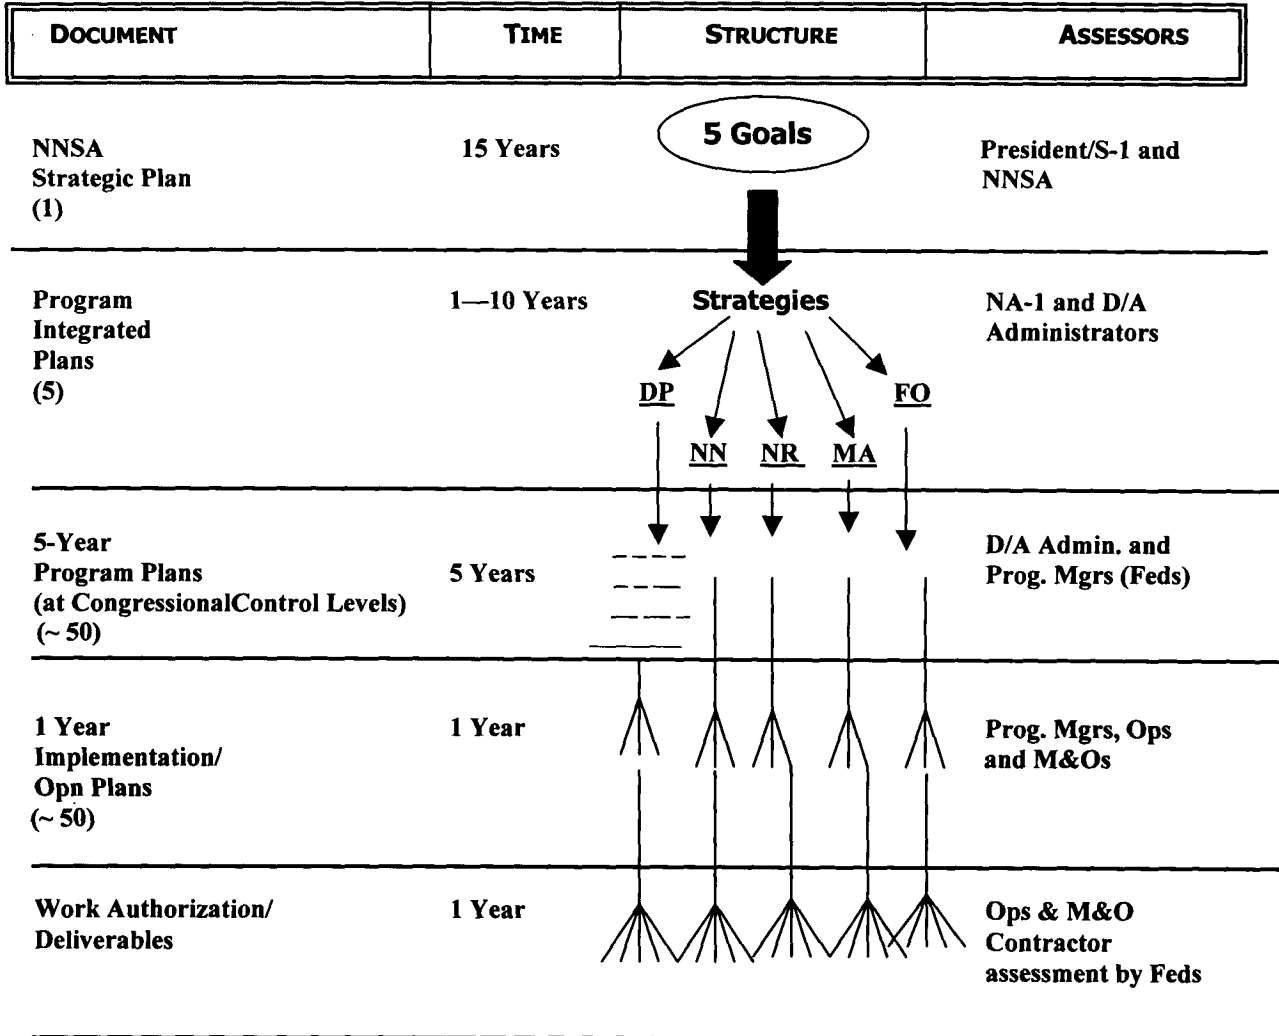 DOCUMENT TIME STRUCTURE ASSESSORS
NNSA
Strategic Plan
(1)
15 Years
5 Goals
President/S-1 and
NNSA
Program
Integrated
Plans
(5)
1—10 Years
Strategies
DP
NN
NR
MA
FO
NA-1 and D/A
Administrators
5-Year
Program Plans
(at CongressionalControl Levels)
(~ 50)
5 Years
D/A Admin. and
Prog. Mgrs (Feds)
1 Year
Implementation/
Opn Plans
(~ 50)
1 Year
Prog. Mgrs, Ops
and M&Os
Work Authorization/
Deliverables
1 Year
Ops & M&O
Contractor
assessment by Feds